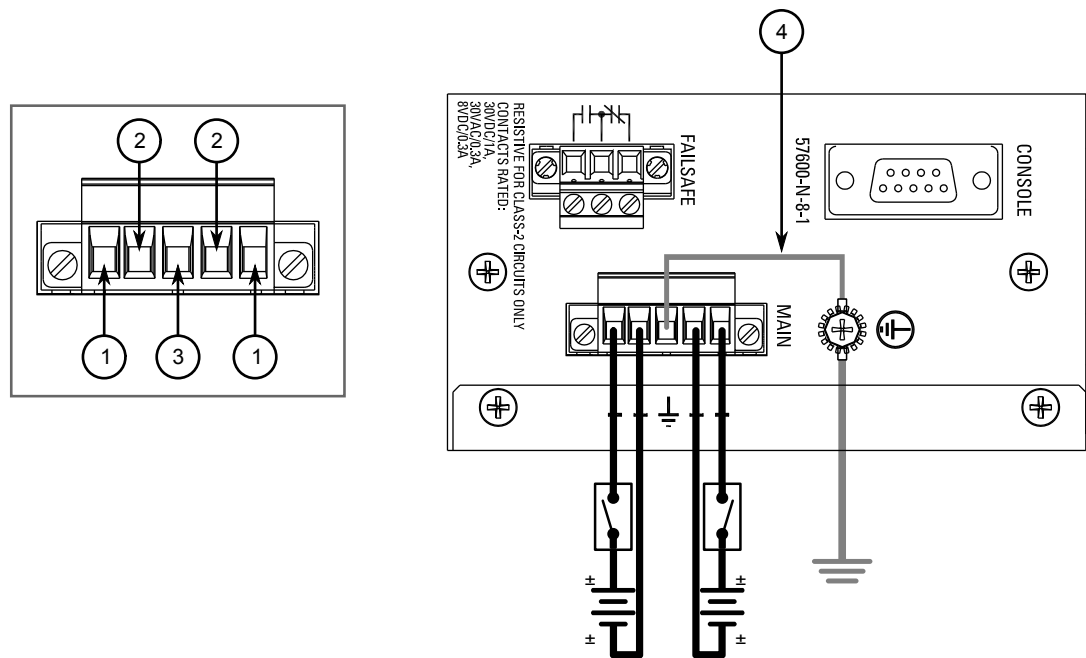 4
2
2
1
3
1
RESISTIVE FOR CLASS-2 CIRCUITS ONLY
CONTACTS RATED:
30VDC/1A,
30VAC/0.3A,
8VDC/0.3A
FAILSAFE
57600-N-8-1
CONSOLE
MAIN
±
±
±
±